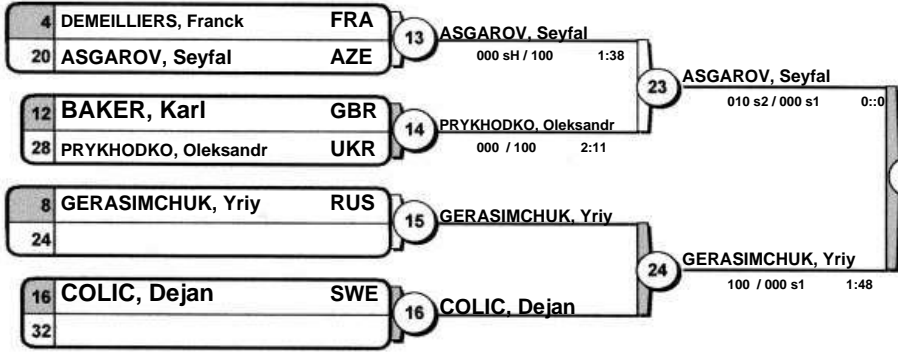 4 DEMEILLIERS, Franck FRA
20 ASGAROV, Seyfal AZE
13
ASGAROV, Seyfal
000 sH / 100 1:38
12 BAKER, Karl GBR
28 PRYKHODKO, Oleksandr UKR
14
PRYKHODKO, Oleksandr
000 / 100 2:11
23
ASGAROV, Seyfal
010 s2 / 000 s1 0::0
8 GERASIMCHUK, Yriy RUS
24
15
GERASIMCHUK, Yriy
16 COLIC, Dejan SWE
32
16
COLIC, Dejan
24
GERASIMCHUK, Yriy
100 / 000 s1 1:48